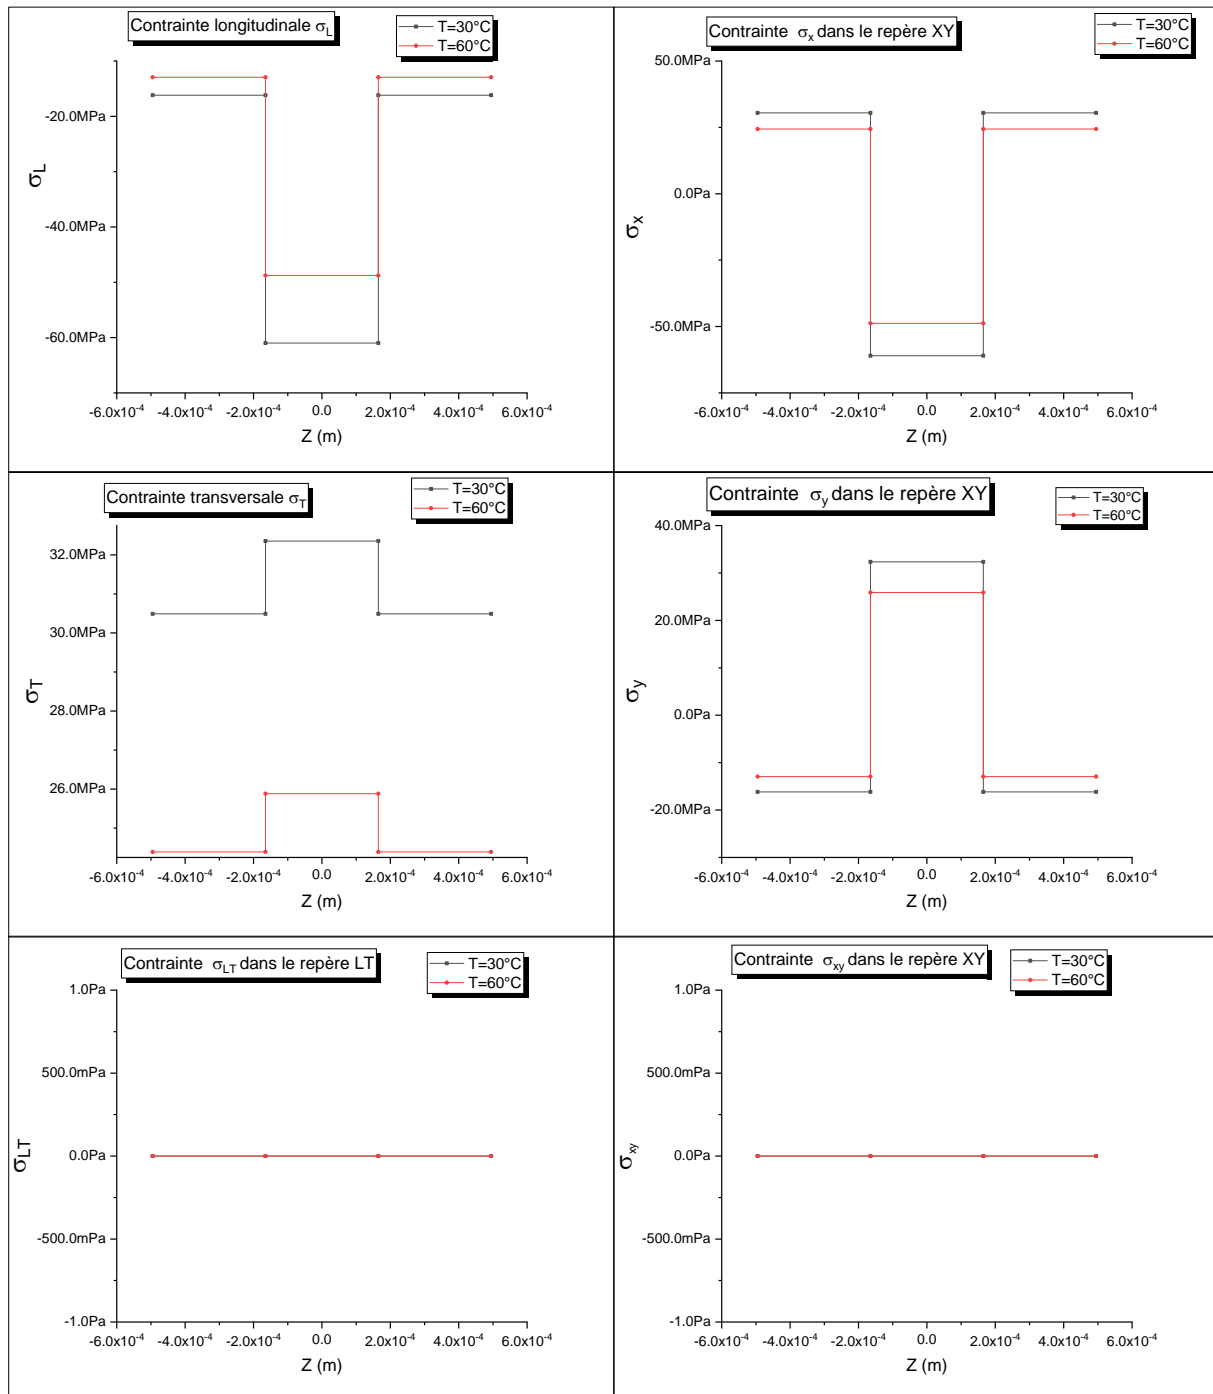 Contrainte longitudinale σL
T=30°C
T=60°C
-20.0MPa
-40.0MPa
-60.0MPa
σL
-6.0x10-4 -4.0x10-4 -2.0x10-4 0.0 2.0x10-4 4.0x10-4 6.0x10-4
Z (m)
Contrainte σx dans le repère XY
T=30°C
T=60°C
50.0MPa
0.0Pa
-50.0MPa
σx
-6.0x10-4 -4.0x10-4 -2.0x10-4 0.0 2.0x10-4 4.0x10-4 6.0x10-4
Z (m)
Contrainte transversale σT
T=30°C
T=60°C
32.0MPa
30.0MPa
28.0MPa
26.0MPa
σT
-6.0x10-4 -4.0x10-4 -2.0x10-4 0.0 2.0x10-4 4.0x10-4 6.0x10-4
Z (m)
Contrainte σy dans le repère XY
T=30°C
T=60°C
40.0MPa
20.0MPa
0.0Pa
-20.0MPa
σy
-6.0x10-4 -4.0x10-4 -2.0x10-4 0.0 2.0x10-4 4.0x10-4 6.0x10-4
Z (m)
Contrainte σLT dans le repère LT
T=30°C
T=60°C
1.0Pa
500.0mPa
0.0Pa
-500.0mPa
-1.0Pa
σLT
-6.0x10-4 -4.0x10-4 -2.0x10-4 0.0 2.0x10-4 4.0x10-4 6.0x10-4
Z (m)
Contrainte σxy dans le repère XY
T=30°C
T=60°C
1.0Pa
500.0mPa
0.0Pa
-500.0mPa
-1.0Pa
σxy
-6.0x10-4 -4.0x10-4 -2.0x10-4 0.0 2.0x10-4 4.0x10-4 6.0x10-4
Z (m)